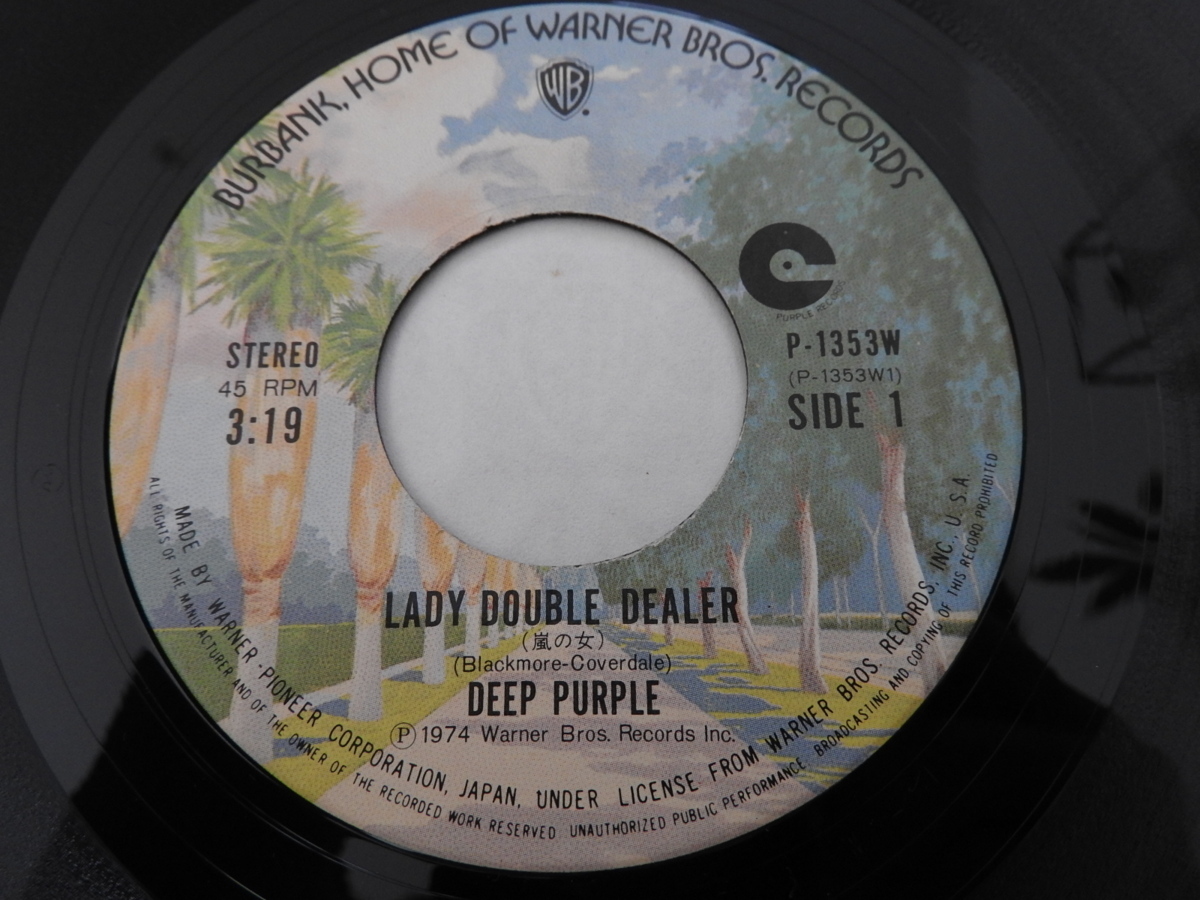 BURBANK, HOME OF WARNER BROS. RECORDS
WB
PURPLE RECORDS
STEREO
45 RPM
3:19
P-1353W
(P-1353W1)
SIDE 1
LADY DOUBLE DEALER
(嵐の女)
(Blackmore-Coverdale)
DEEP PURPLE
Ⓟ 1974 Warner Bros. Records Inc.
MADE BY WARNER-PIONEER CORPORATION, JAPAN, UNDER LICENSE FROM WARNER BROS. RECORDS. INC., U. S. A.
ALL RIGHTS OF THE MANUFACTURER AND OF THE OWNER OF THE RECORDED WORK RESERVED. UNAUTHORIZED PUBLIC PERFORMANCE. BROADCASTING AND COPYING OF THIS RECORD PROHIBITED